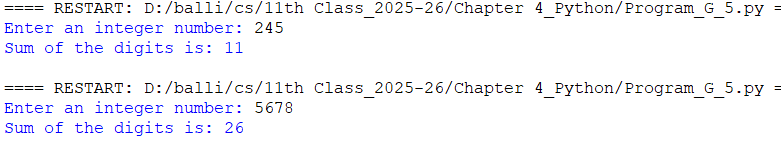 ==== RESTART: D:/balli/cs/11th Class_2025-26/Chapter 4_Python/Program_G_5.py =
Enter an integer number: 245
Sum of the digits is: 11
==== RESTART: D:/balli/cs/11th Class_2025-26/Chapter 4_Python/Program_G_5.py =
Enter an integer number: 5678
Sum of the digits is: 26